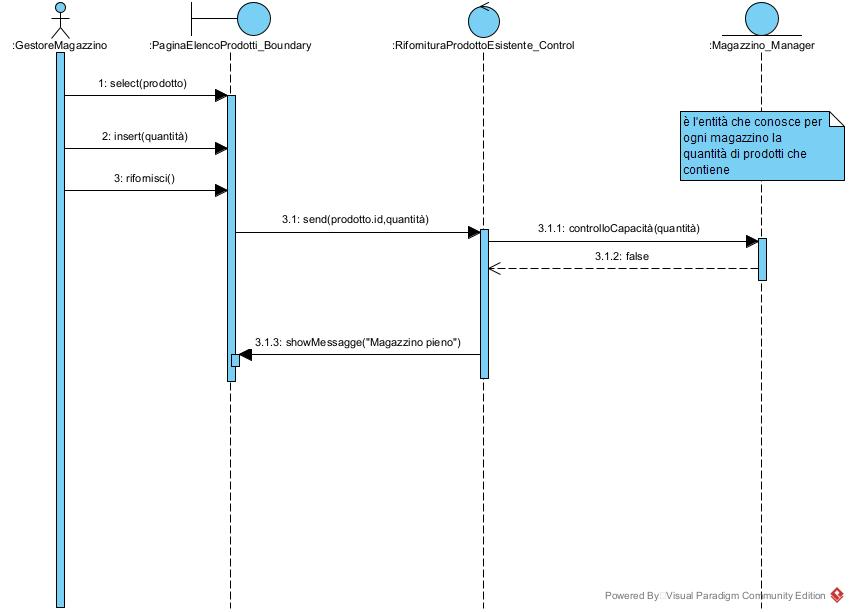 :GestoreMagazzino
:PaginaElencoProdotti_Boundary
:RifornituraProdottoEsistente_Control
:Magazzino_Manager
1: select(prodotto)
è l'entità che conosce per
ogni magazzino la
quantità di prodotti che
contiene
2: insert(quantità)
3: rifornisci()
3.1: send(prodotto.id,quantità)
3.1.1: controlloCapacità(quantità)
3.1.2: false
3.1.3: showMessagge("Magazzino pieno")
Powered By Visual Paradigm Community Edition